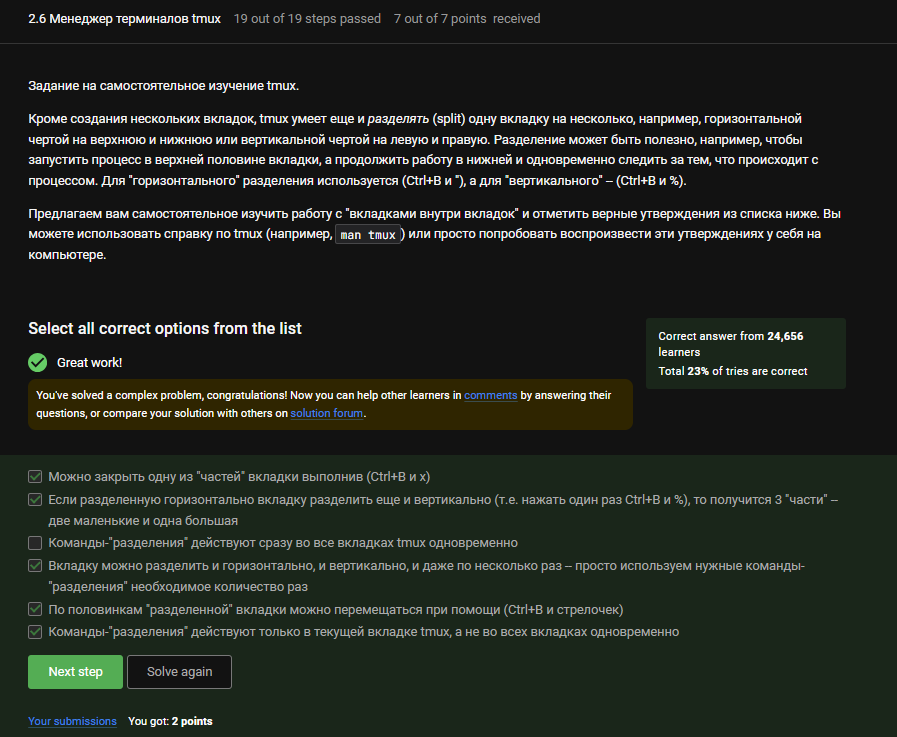 2.6 Менеджер терминалов tmux 19 out of 19 steps passed 7 out of 7 points received
Задание на самостоятельное изучение tmux.
Кроме создания нескольких вкладок, tmux умеет еще и разделять (split) одну вкладку на несколько, например, горизонтальной
чертой на верхнюю и нижнюю или вертикальной чертой на левую и правую. Разделение может быть полезно, например, чтобы
запустить процесс в верхней половине вкладки, а продолжить работу в нижней и одновременно следить за тем, что происходит с
процессом. Для "горизонтального" разделения используется (Ctrl+B и "), а для "вертикального" – (Ctrl+B и %).
Предлагаем вам самостоятельное изучить работу с "вкладками внутри вкладок" и отметить верные утверждения из списка ниже. Вы
можете использовать справку по tmux (например, man tmux) или просто попробовать воспроизвести эти утверждениях у себя на
компьютере.
Select all correct options from the list
Correct answer from 24,656
learners
Total 23% of tries are correct
Great work!
You've solved a complex problem, congratulations! Now you can help other learners in comments by answering their
questions, or compare your solution with others on solution forum.
Можно закрыть одну из "частей" вкладки выполнив (Ctrl+B и x)
Если разделенную горизонтально вкладку разделить еще и вертикально (т.е. нажать один раз Ctrl+B и %), то получится 3 "части" –
две маленькие и одна большая
Команды-"разделения" действуют сразу во все вкладках tmux одновременно
Вкладку можно разделить и горизонтально, и вертикально, и даже по несколько раз – просто используем нужные команды-
"разделения" необходимое количество раз
По половинкам "разделенной" вкладки можно перемещаться при помощи (Ctrl+B и стрелочек)
Команды-"разделения" действуют только в текущей вкладке tmux, а не во всех вкладках одновременно
Next step Solve again
Your submissions You got: 2 points